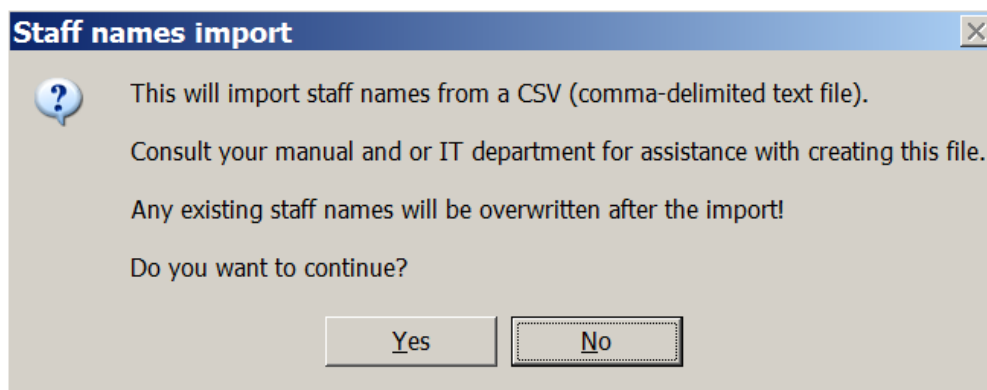 Staff names import
This will import staff names from a CSV (comma-delimited text file).
Consult your manual and or IT department for assistance with creating this file.
Any existing staff names will be overwritten after the import!
Do you want to continue?
Yes No